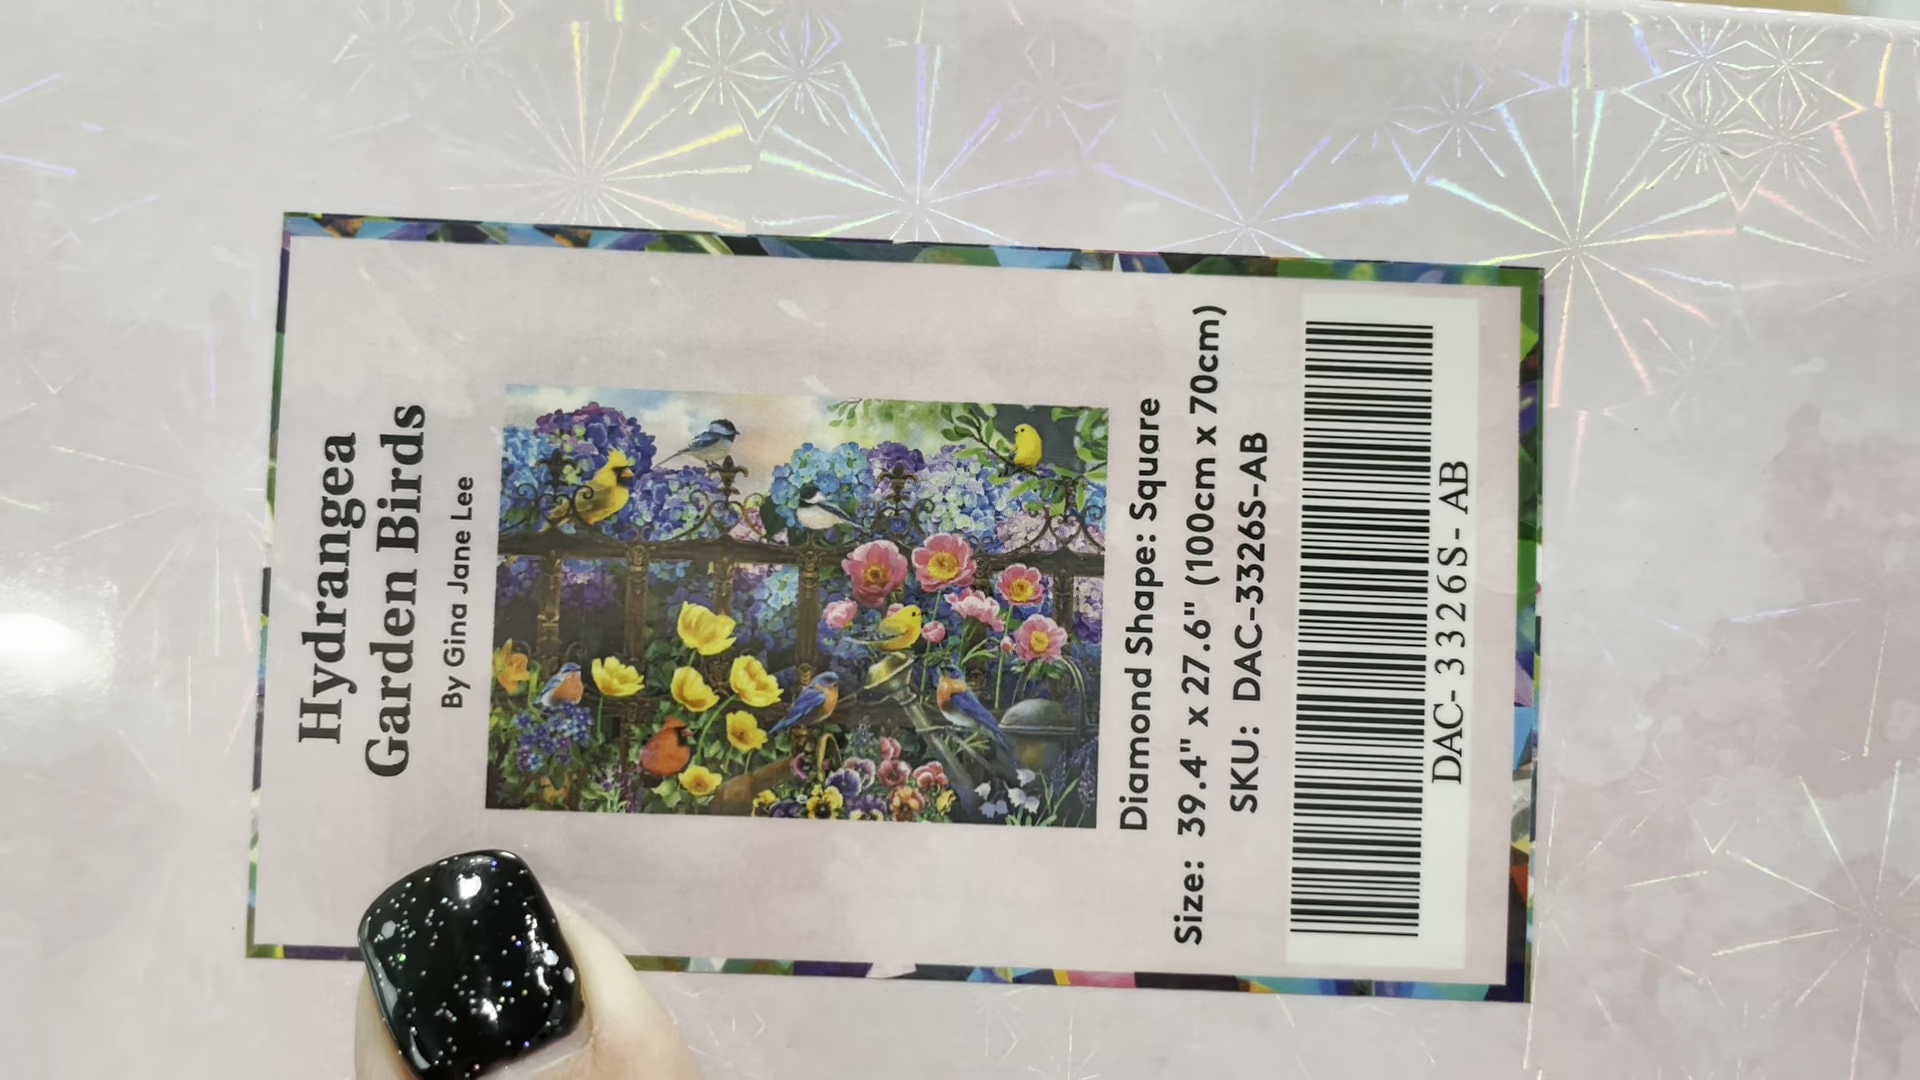 Hydrangea
Garden Birds
By Gina Jane Lee
Diamond Shape: Square
Size: 39.4" x 27.6" (100cm x 70cm)
SKU: DAC-3326S-AB
DAC- 3326S- AB